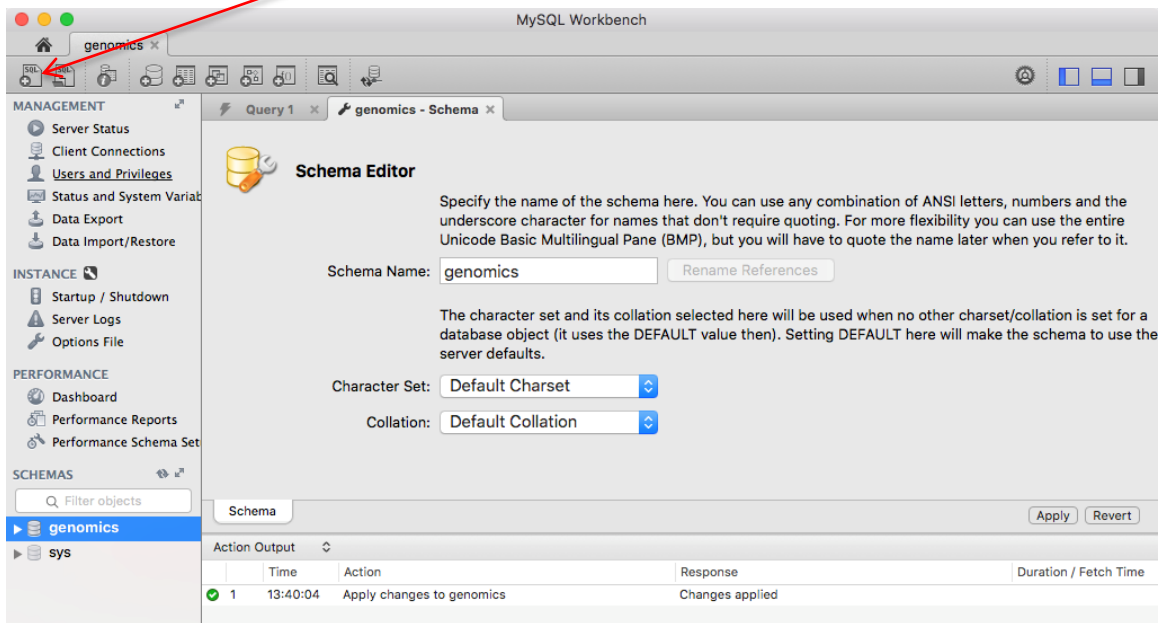 MySQL Workbench
genomics ×
SQL SQL
MANAGEMENT
Server Status
Client Connections
Users and Privileges
Status and System Variab
Data Export
Data Import/Restore
INSTANCE
Startup / Shutdown
Server Logs
Options File
PERFORMANCE
Dashboard
Performance Reports
Performance Schema Set
SCHEMAS
Filter objects
genomics
sys
Query 1 ×
genomics - Schema ×
Schema Editor
Specify the name of the schema here. You can use any combination of ANSI letters, numbers and the
underscore character for names that don't require quoting. For more flexibility you can use the entire
Unicode Basic Multilingual Pane (BMP), but you will have to quote the name later when you refer to it.
Schema Name: genomics Rename References
The character set and its collation selected here will be used when no other charset/collation is set for a
database object (it uses the DEFAULT value then). Setting DEFAULT here will make the schema to use the
server defaults.
Character Set: Default Charset
Collation: Default Collation
Schema
Apply Revert
Action Output
Time Action Response Duration / Fetch Time
1 13:40:04 Apply changes to genomics Changes applied